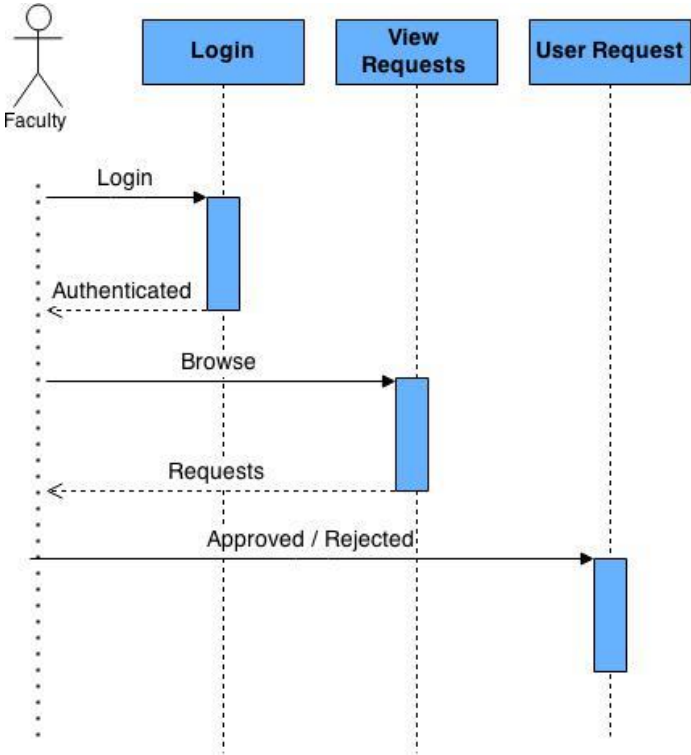 Login
View
Requests
User Request
Faculty
Login
Authenticated
Browse
Requests
Approved / Rejected